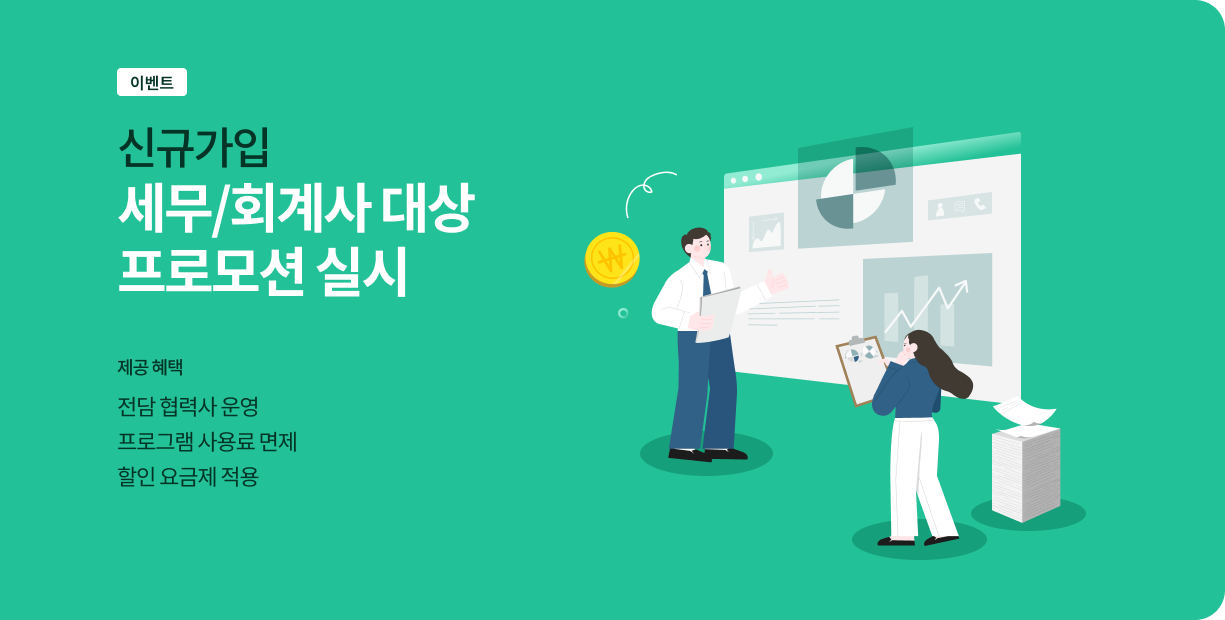 이벤트
신규가입
세무/회계사 대상
프로모션 실시
제공 혜택
전담 협력사 운영
프로그램 사용료 면제
할인 요금제 적용